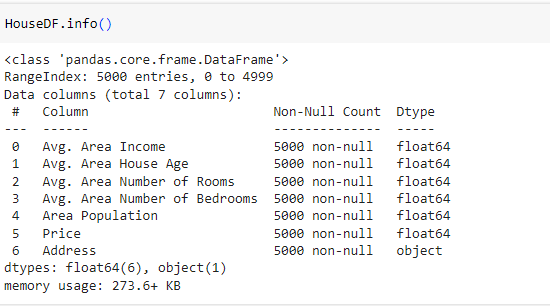 HouseDF.info()
<class 'pandas.core.frame.DataFrame'>
RangeIndex: 5000 entries, 0 to 4999
Data columns (total 7 columns):
 #   Column                        Non-Null Count  Dtype
---  ------                        --------------  -----
 0   Avg. Area Income              5000 non-null   float64
 1   Avg. Area House Age           5000 non-null   float64
 2   Avg. Area Number of Rooms     5000 non-null   float64
 3   Avg. Area Number of Bedrooms  5000 non-null   float64
 4   Area Population               5000 non-null   float64
 5   Price                         5000 non-null   float64
 6   Address                       5000 non-null   object
dtypes: float64(6), object(1)
memory usage: 273.6+ KB